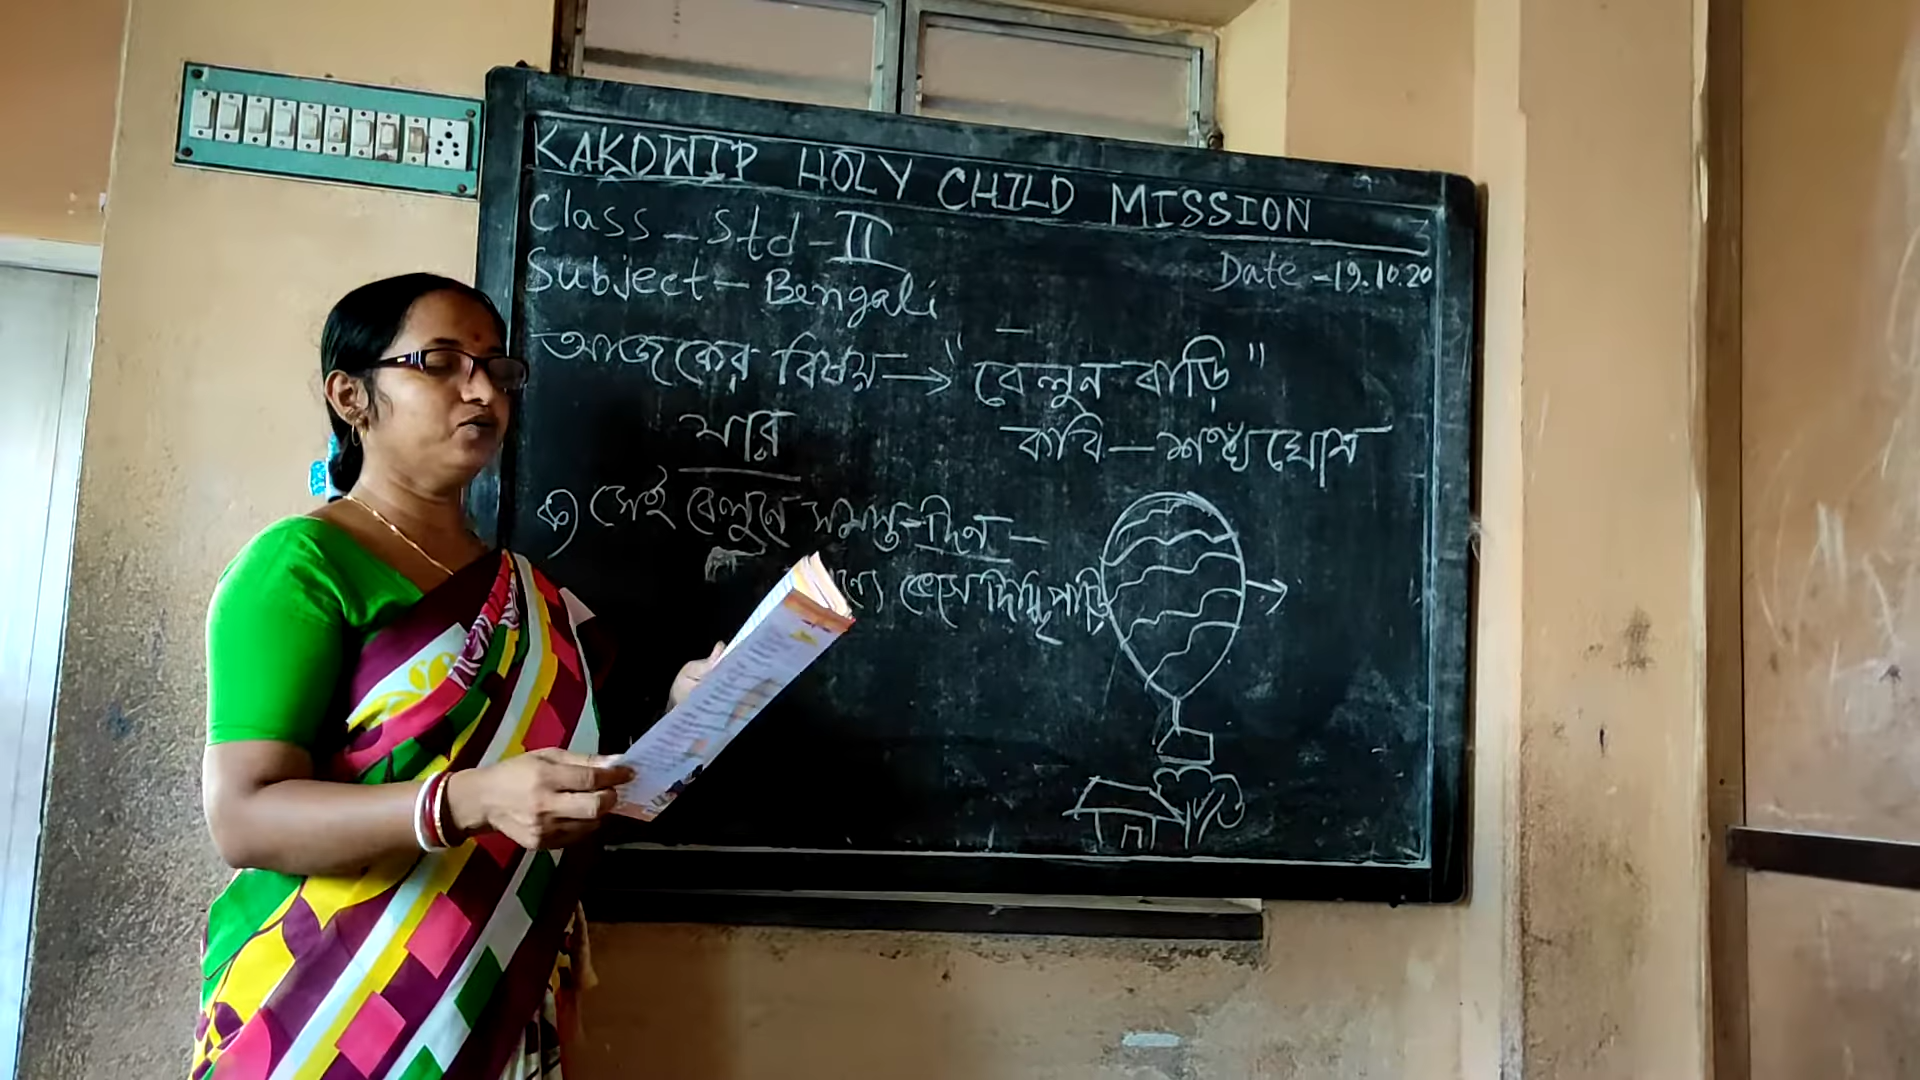 KAKDWIP HOLY CHILD MISSION
Class - Std - II
Subject - Bengali
Date - 19.10.20
আজকের বিষয় → "বেলুন বাড়ি"
কবি — শঙ্খ ঘোষ
সেই বেলুনে সমস্ত-দিন —
ভেসে দিচ্ছি পাড়ি